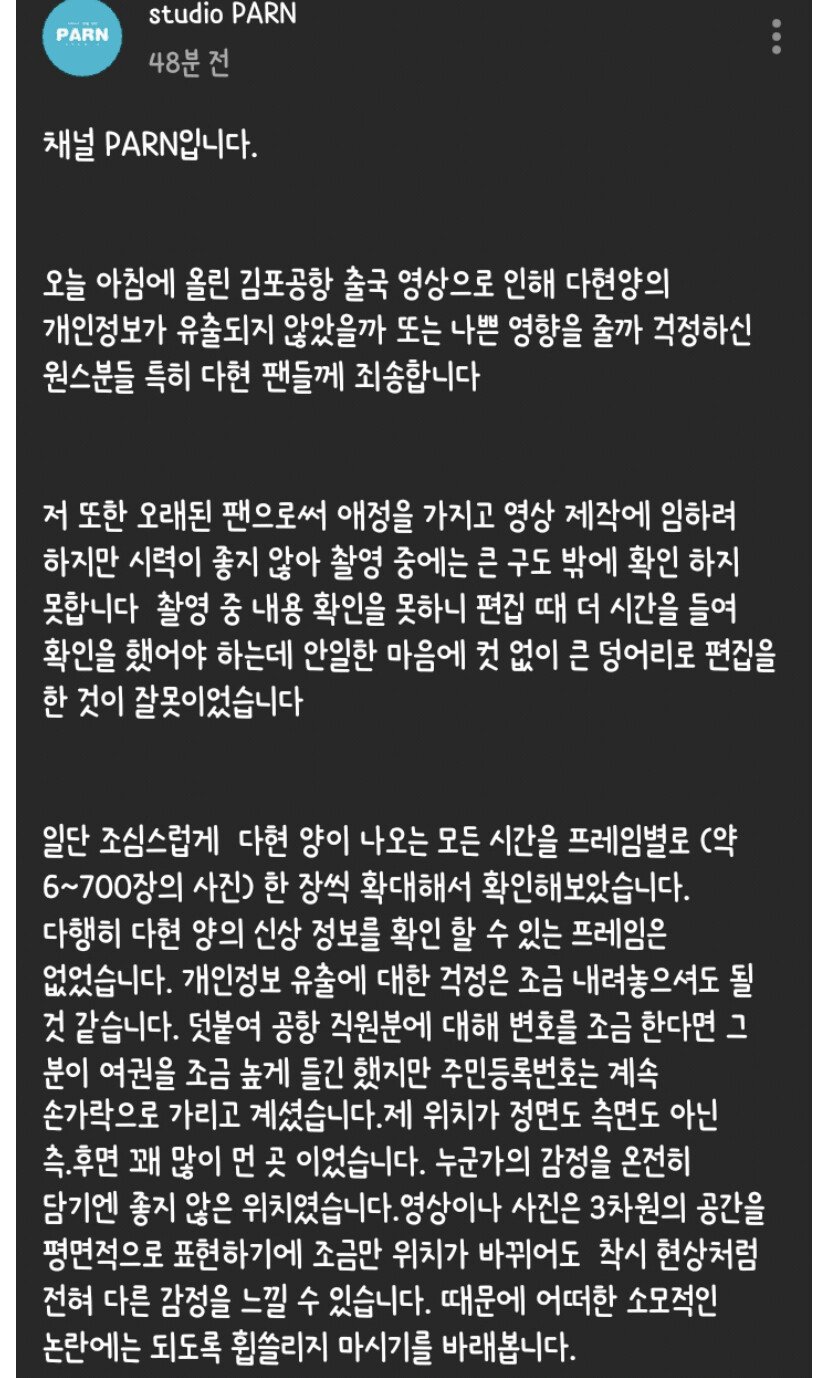 PARN
studio PARN
48분 전
채널 PARN입니다.
오늘 아침에 올린 김포공항 출국 영상으로 인해 다현양의
개인정보가 유출되지 않았을까 또는 나쁜 영향을 줄까 걱정하신
원스분들 특히 다현 팬들께 죄송합니다
저 또한 오래된 팬으로써 애정을 가지고 영상 제작에 임하려
하지만 시력이 좋지 않아 촬영 중에는 큰 구도 밖에 확인 하지
못합니다  촬영 중 내용 확인을 못하니 편집 때 더 시간을 들여
확인을 했어야 하는데 안일한 마음에 컷 없이 큰 덩어리로 편집을
한 것이 잘못이었습니다
일단 조심스럽게  다현 양이 나오는 모든 시간을 프레임별로 (약
6~700장의 사진) 한 장씩 확대해서 확인해보았습니다.
다행히 다현 양의 신상 정보를 확인 할 수 있는 프레임은
없었습니다. 개인정보 유출에 대한 걱정은 조금 내려놓으셔도 될
것 같습니다. 덧붙여 공항 직원분에 대해 변호를 조금 한다면 그
분이 여권을 조금 높게 들긴 했지만 주민등록번호는 계속
손가락으로 가리고 계셨습니다.제 위치가 정면도 측면도 아닌
측.후면 꽤 많이 먼 곳 이었습니다. 누군가의 감정을 온전히
담기엔 좋지 않은 위치였습니다.영상이나 사진은 3차원의 공간을
평면적으로 표현하기에 조금만 위치가 바뀌어도  착시 현상처럼
전혀 다른 감정을 느낄 수 있습니다. 때문에 어떠한 소모적인
논란에는 되도록 휩쓸리지 마시기를 바래봅니다.